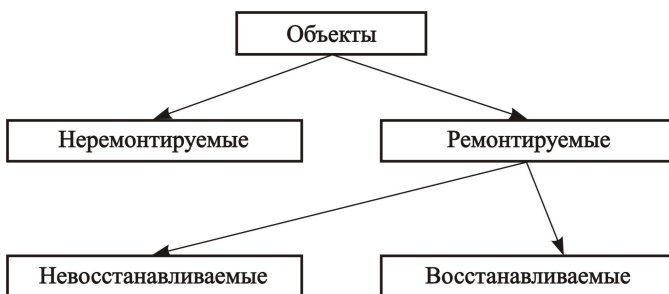 Объекты
Неремонтируемые
Ремонтируемые
Невосстанавливаемые
Восстанавливаемые